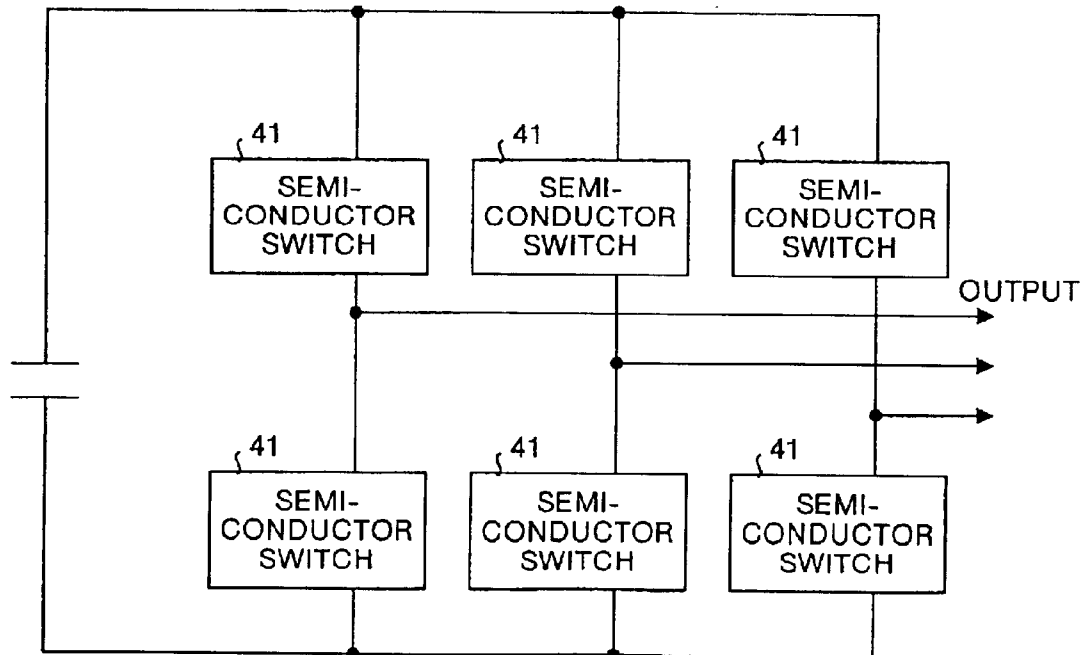 41
41
41
SEMI-
CONDUCTOR
SWITCH
SEMI-
CONDUCTOR
SWITCH
SEMI-
CONDUCTOR
SWITCH
OUTPUT
41
41
41
SEMI-
CONDUCTOR
SWITCH
SEMI-
CONDUCTOR
SWITCH
SEMI-
CONDUCTOR
SWITCH